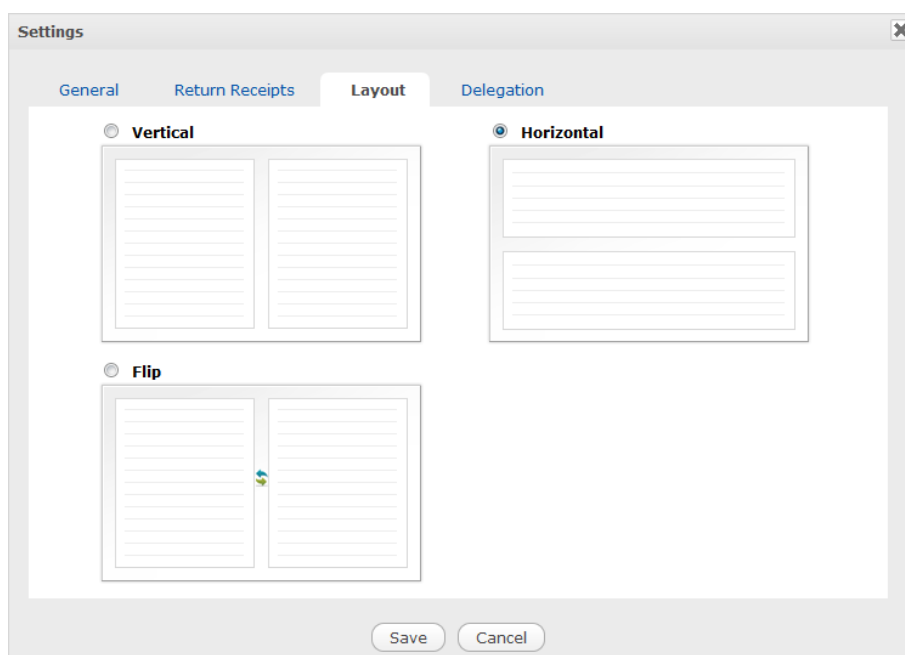 Settings
General Return Receipts Layout Delegation
Vertical Horizontal
Flip
Save Cancel